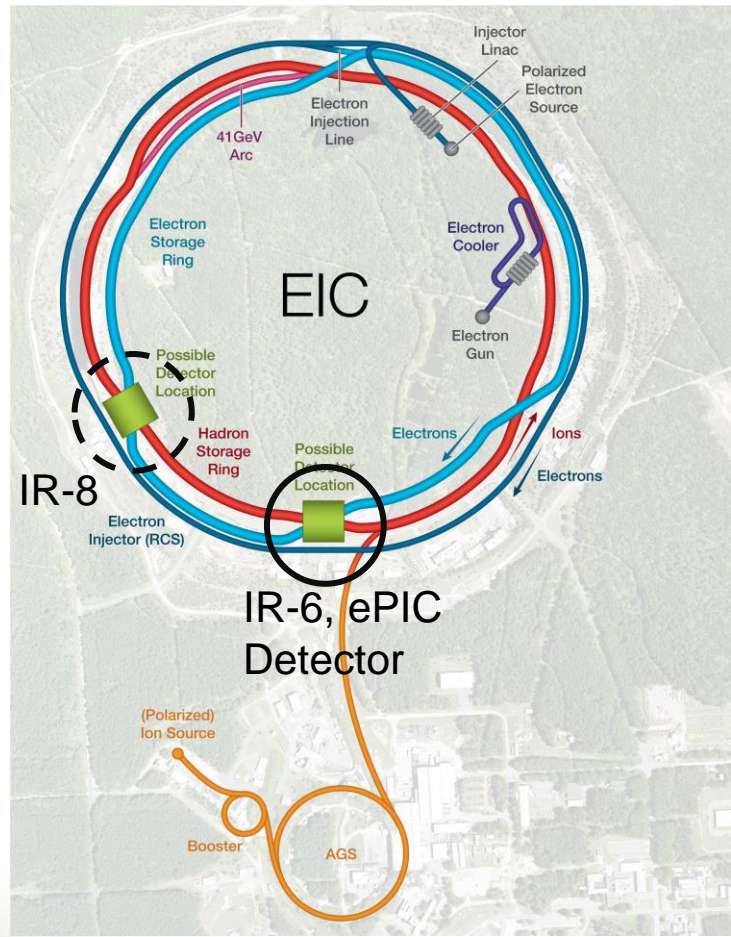 Injector
Linac
Polarized
Electron
Source
Electron
Injection
Line
41GeV
Arc
Electron
Storage
Ring
Electron
Cooler
EIC
Electron
Gun
Possible
Detector
Location
Hadron
Storage
Ring
Possible
Detector
Location
Electrons
Ions
Electrons
IR-8
Electron
Injector (RCS)
IR-6, ePIC
Detector
(Polarized)
Ion Source
Booster
AGS